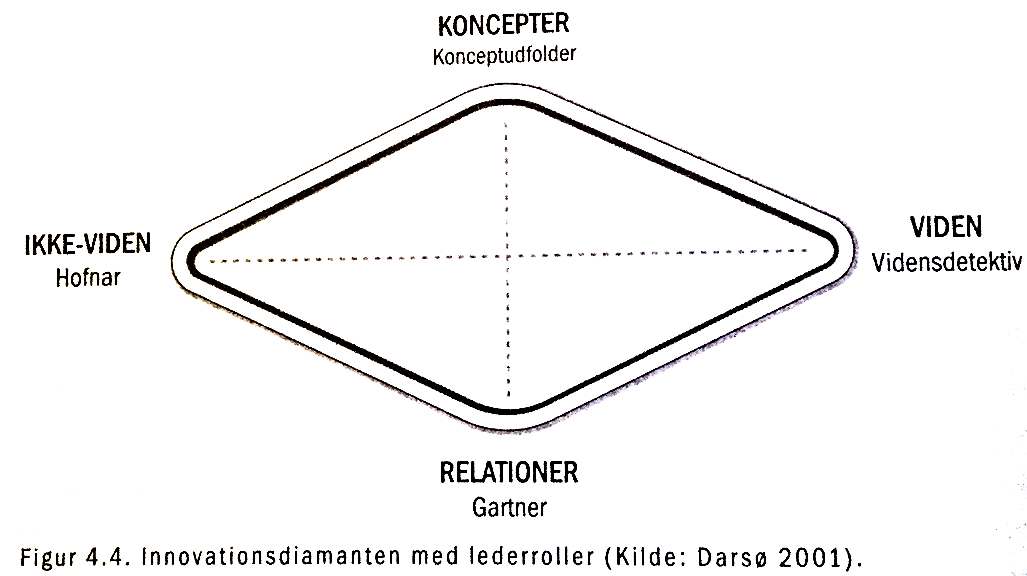 KONCEPTER
Konceptudfolder
IKKE-VIDEN
Hofnar
VIDEN
Vidensdetektiv
RELATIONER
Gartner
Figur 4.4. Innovationsdiamanten med lederroller (Kilde: Darsø 2001).